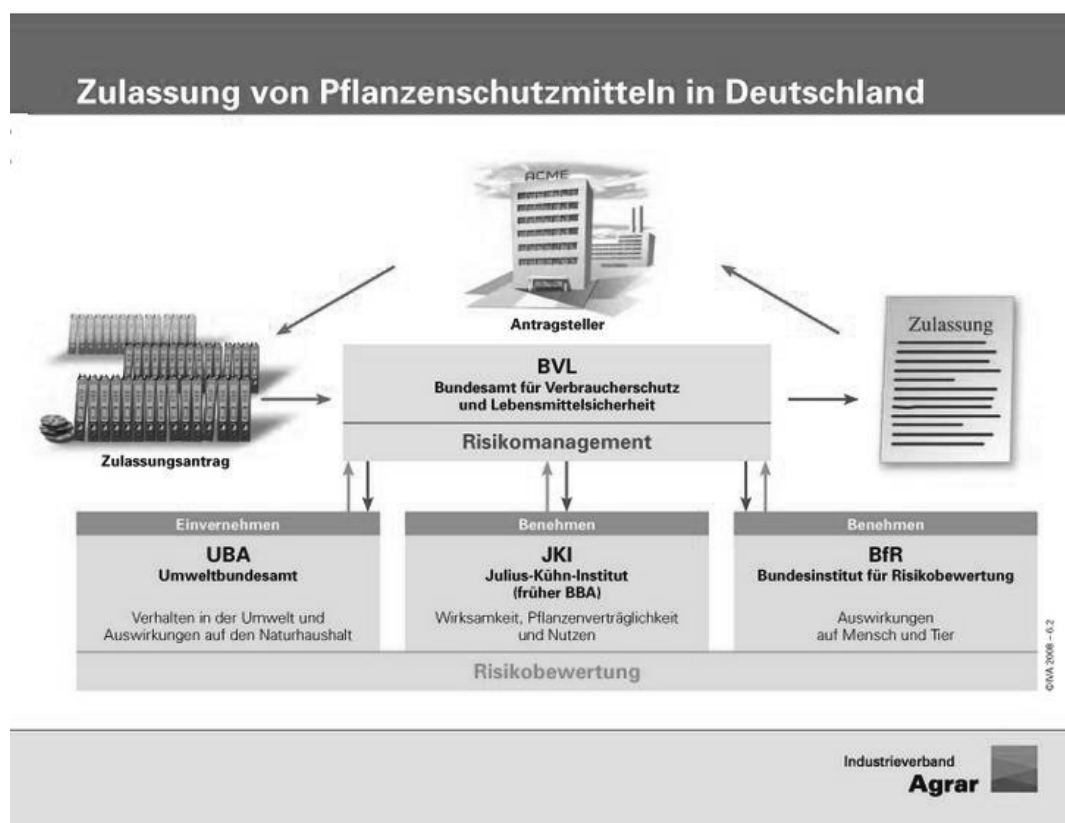 Zulassung von Pflanzenschutzmitteln in Deutschland
ACME
Antragsteller
Zulassung
BVL
Bundesamt für Verbraucherschutz
und Lebensmittelsicherheit
Risikomanagement
Zulassungsantrag
Einvernehmen
UBA
Umweltbundesamt
Verhalten in der Umwelt und
Auswirkungen auf den Naturhaushalt
Benehmen
JKI
Julius-Kühn-Institut
(früher BBA)
Wirksamkeit, Pflanzenverträglichkeit
und Nutzen
Benehmen
BfR
Bundesinstitut für Risikobewertung
Auswirkungen
auf Mensch und Tier
Risikobewertung
©IVA 2008 – 6.2
Industrieverband
Agrar